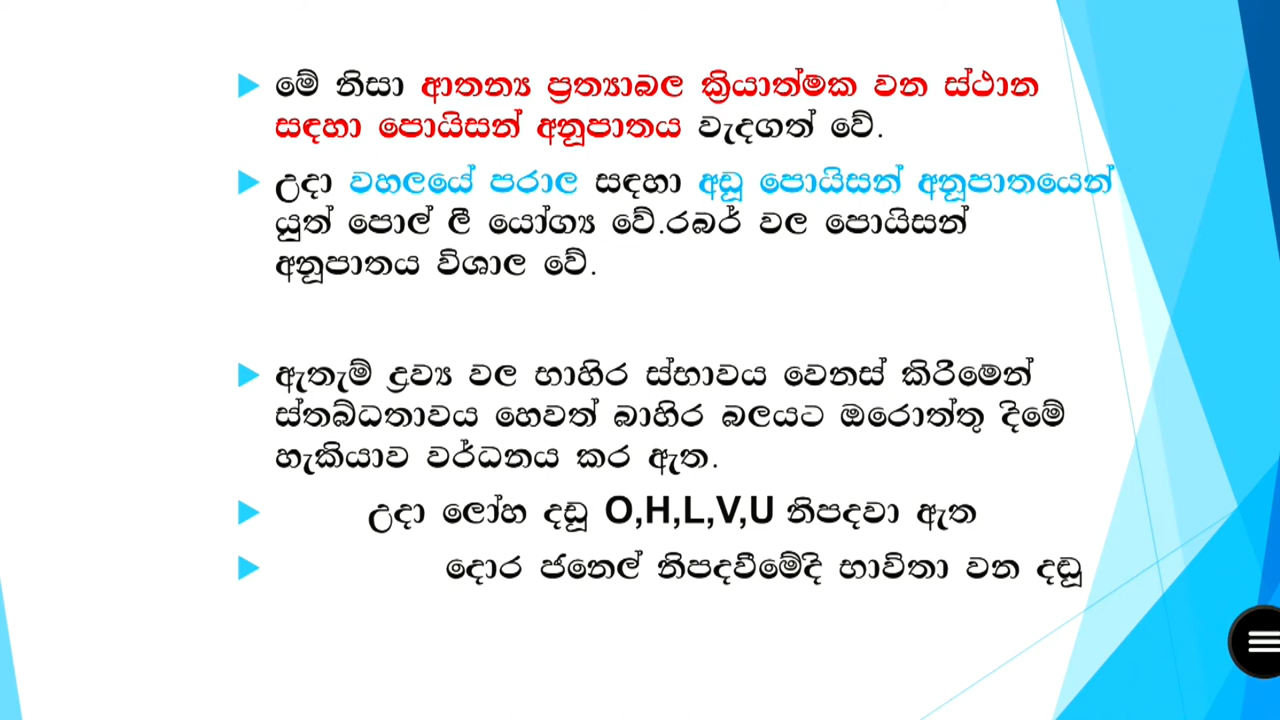 මේ නිසා ආතන්‍ය ප්‍රත්‍යාබල ක්‍රියාත්මක වන ස්ථාන
සඳහා පොයිසන් අනූපාතය වැදගත් වේ.
උදා වහලයේ පරාල සඳහා අඩූ පොයිසන් අනූපාතයෙන්
යුත් පොල් ලී යෝග්‍ය වේ.රබර් වල පොයිසන්
අනූපාතය විශාල වේ.
ඇතැම් ද්‍රව්‍ය වල භාහිර ස්භාවය වෙනස් කිරීමෙන්
ස්තබ්ධතාවය හෙවත් බාහිර බලයට ඔරොත්තු දිමේ
හැකියාව වර්ධනය කර ඇත.
උදා ලෝහ දඩූ O,H,L,V,U නිපදවා ඇත
දොර ජනෙල් නිපදවීමේදි භාවිතා වන දඬූ